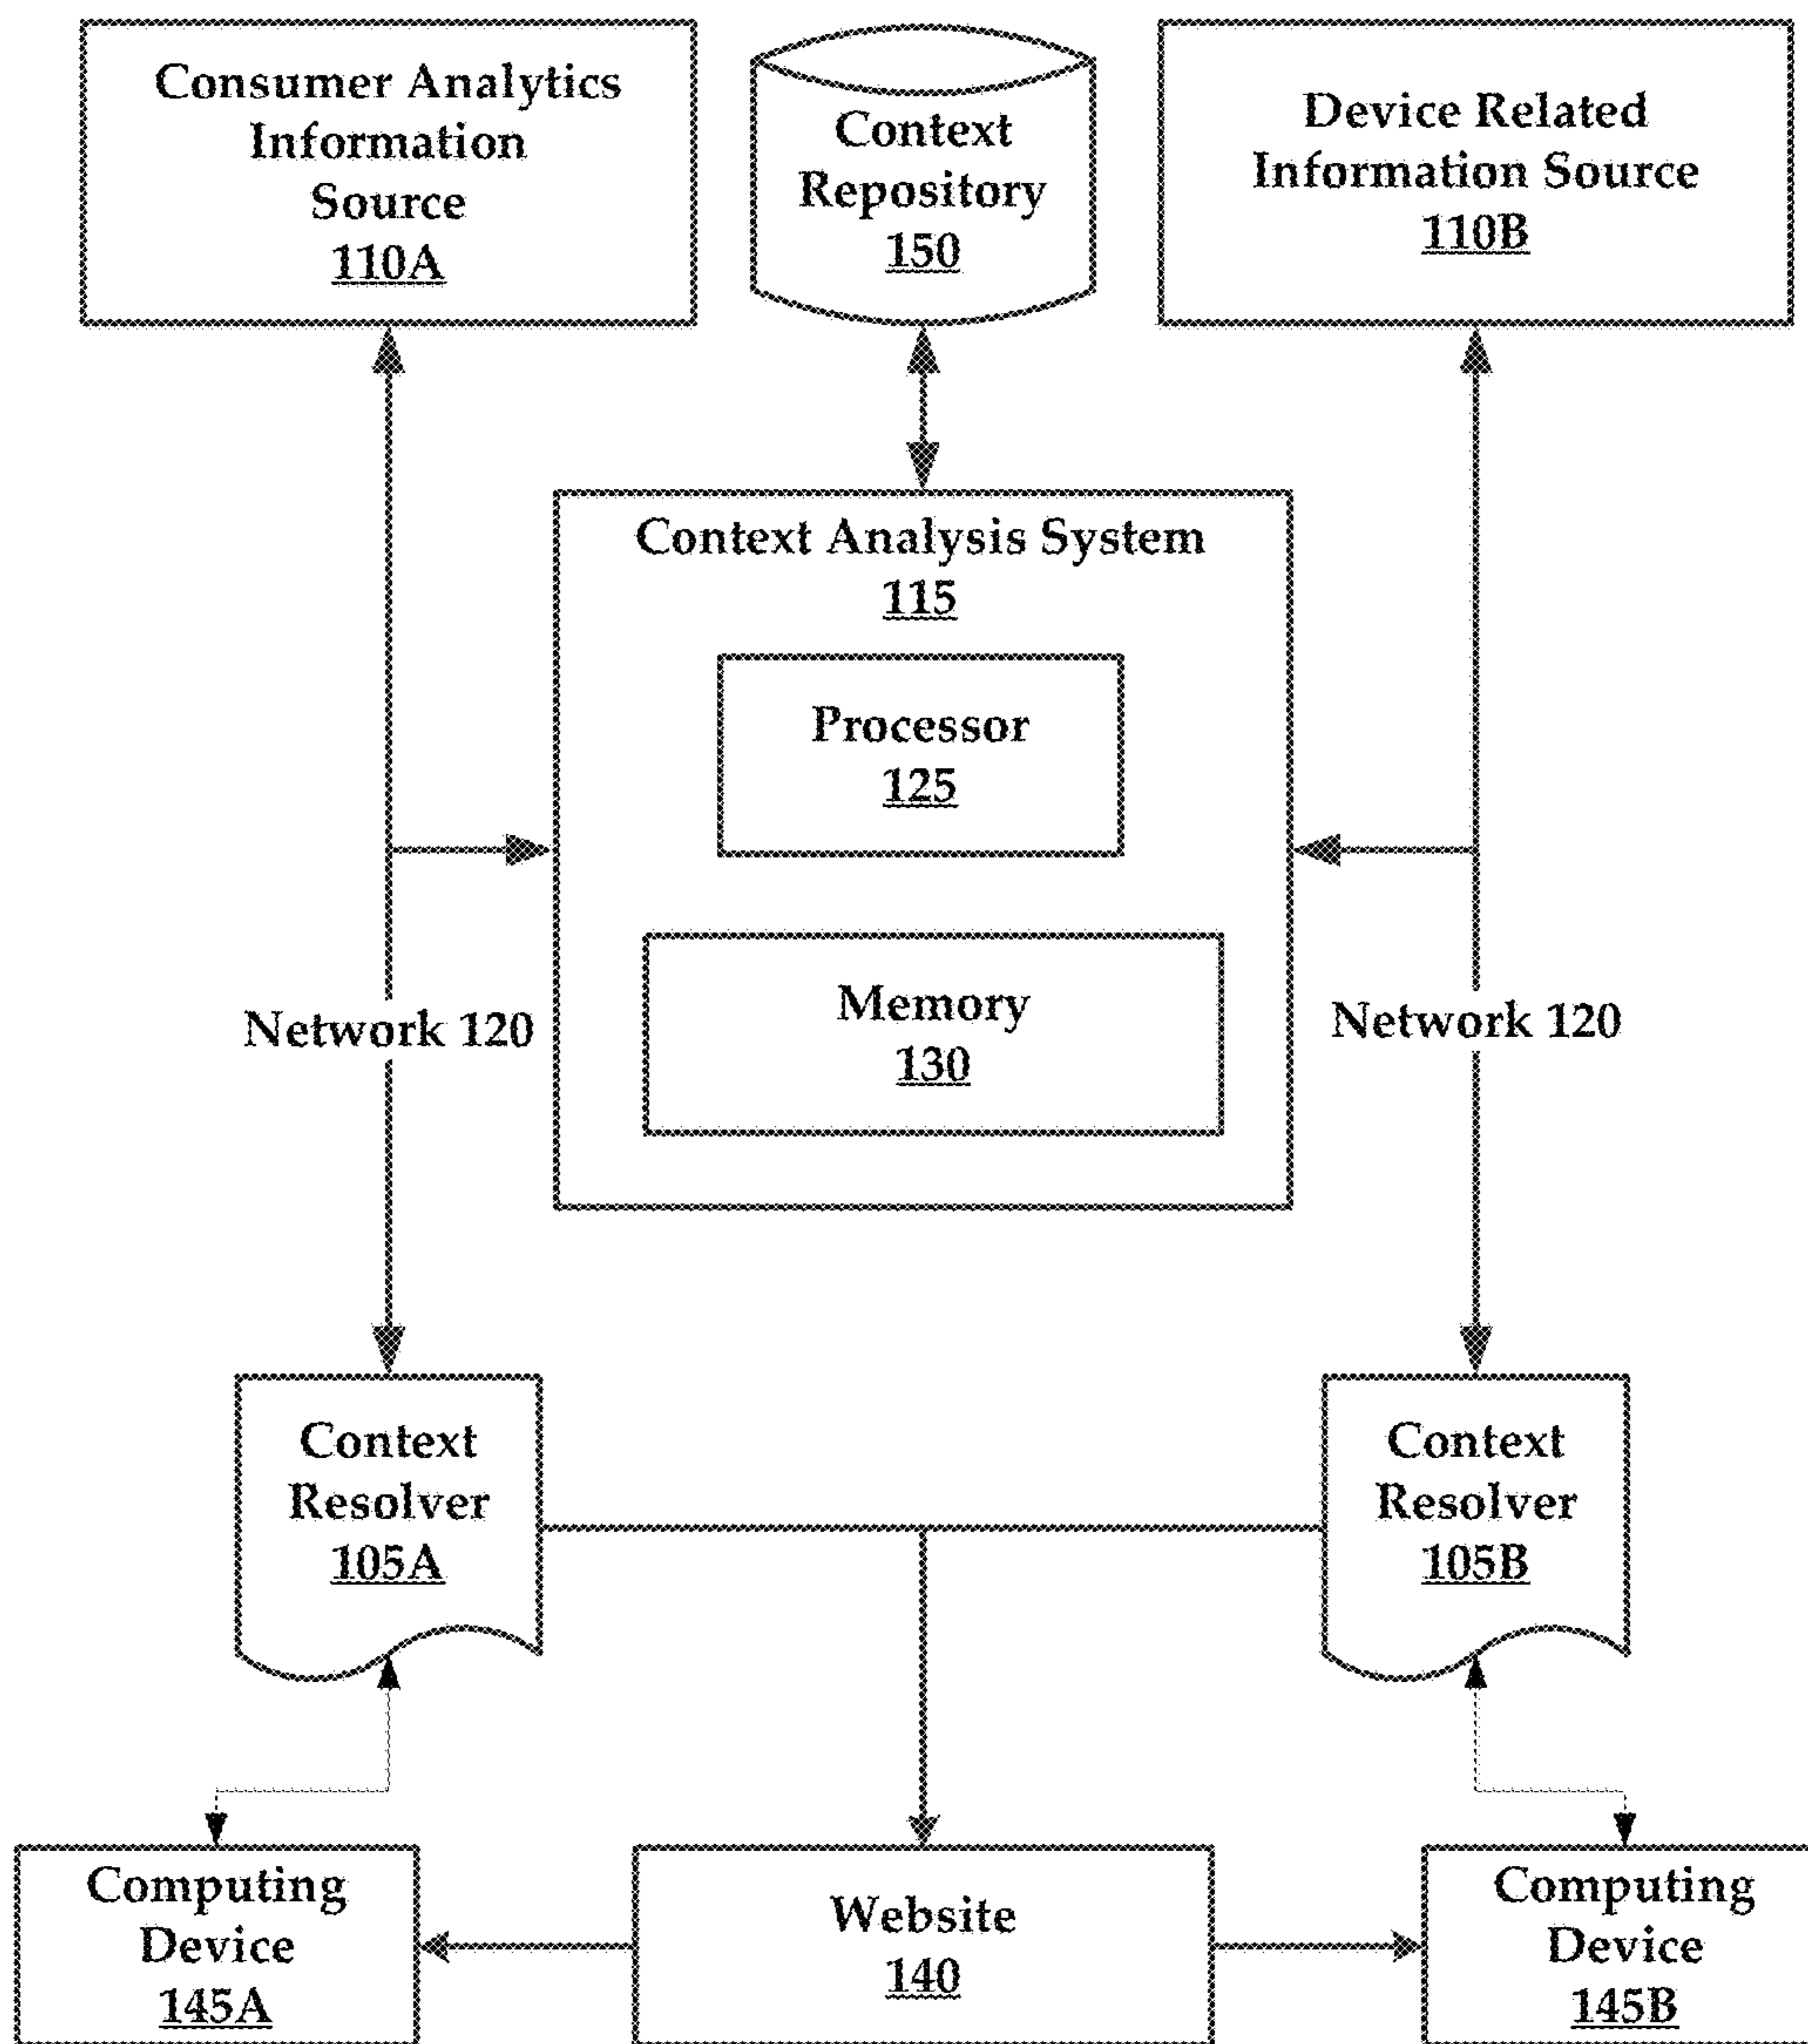 Consumer Analytics
Information
Source
110A
Context
Repository
150
Device Related
Information Source
110B
Context Analysis System
115
Processor
125
Memory
130
Network 120
Network 120
Context
Resolver
105A
Context
Resolver
105B
Computing
Device
145A
Website
140
Computing
Device
145B